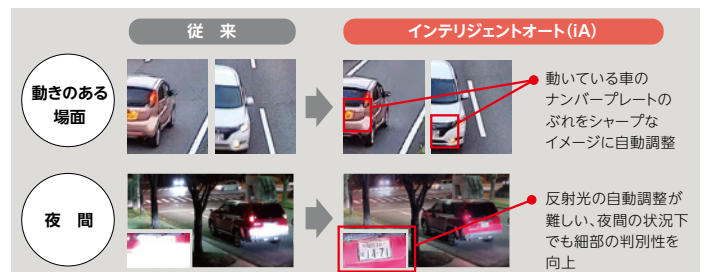 従 来
インテリジェントオート(iA)
動きのある
場面
動いている車の
ナンバープレートの
ぶれをシャープな
イメージに自動調整
夜 間
反射光の自動調整が
難しい、夜間の状況下
でも細部の判別性を
向上
14-71